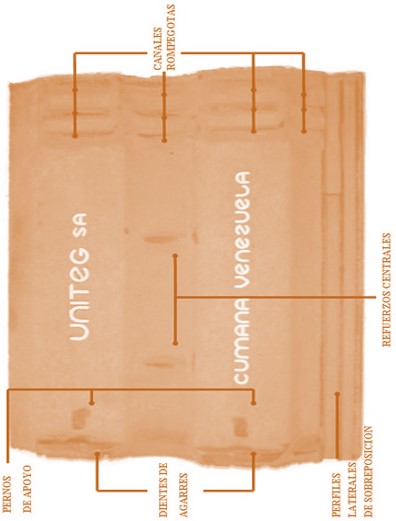 CANALES
ROMPEGOTAS
UNITEG SA
CUMANA VENEZUELA
REFUERZOS CENTRALES
PERNOS
DE APOYO
DIENTES DE
AGARRES
PERFILES
LATERALES
DE SOBREPOSICION